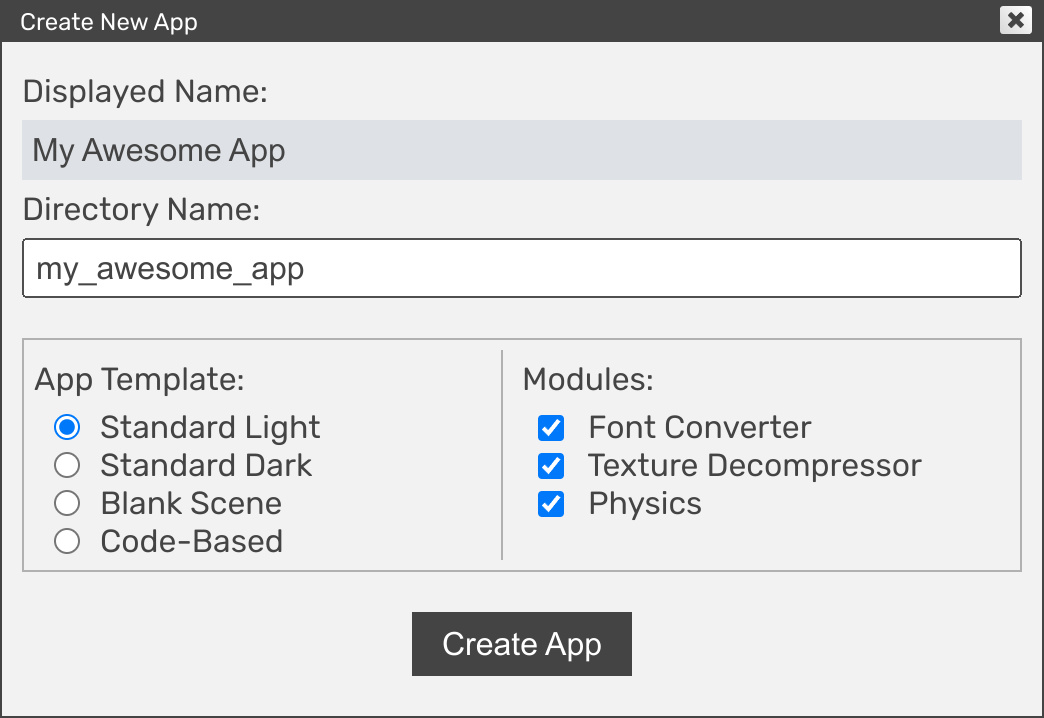 Create New App
Displayed Name:
My Awesome App
Directory Name:
my_awesome_app
App Template:
Standard Light
Standard Dark
Blank Scene
Code-Based
Modules:
Font Converter
Texture Decompressor
Physics
Create App